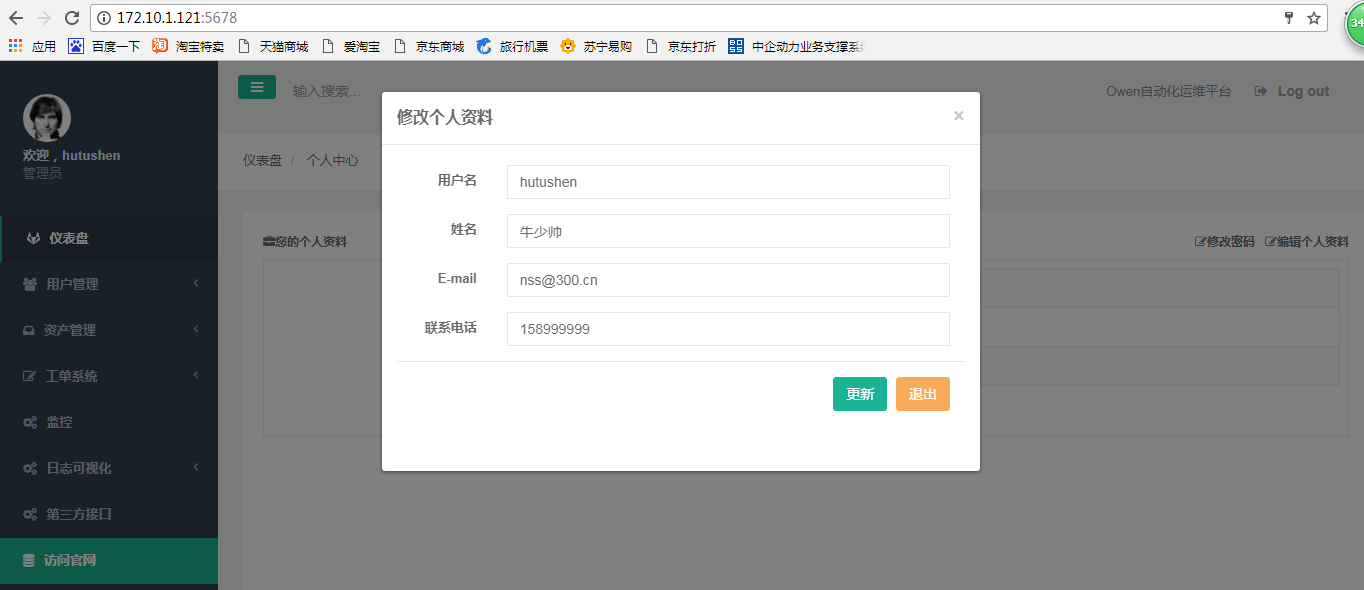 172.10.1.121:5678
34
应用 百度一下 淘宝特卖 天猫商城 爱淘宝 京东商城 旅行机票 苏宁易购 京东打折 中企动力业务支撑系
输入搜索...
Owen自动化运维平台 Log out
欢迎，hutushen
管理员
仪表盘
用户管理
资产管理
工单系统
监控
日志可视化
第三方接口
访问官网
仪表盘 / 个人中心
您的个人资料
修改密码 编辑个人资料
修改个人资料 ×
用户名 hutushen
姓名 牛少帅
E-mail nss@300.cn
联系电话 158999999
更新 退出